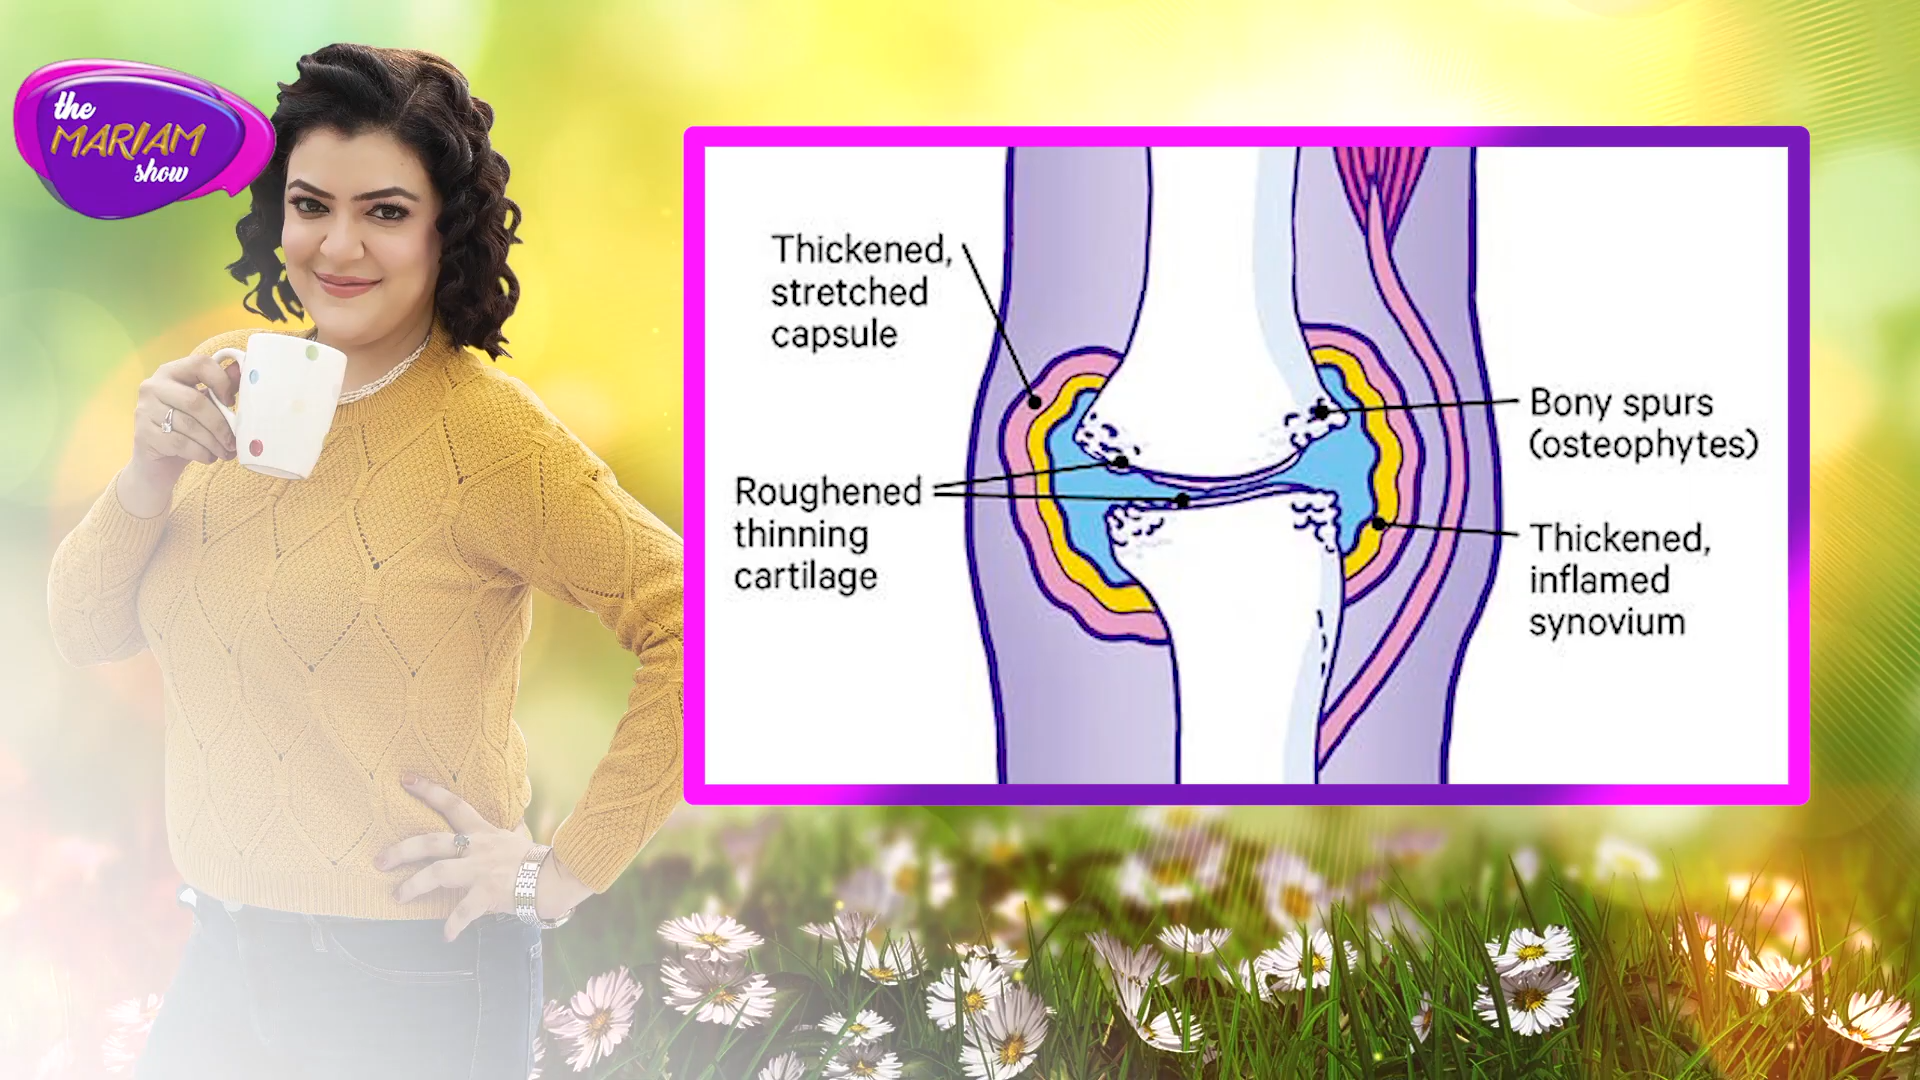 the
MARIAM
show
Thickened,
stretched
capsule
Roughened
thinning
cartilage
Bony spurs
(osteophytes)
Thickened,
inflamed
synovium